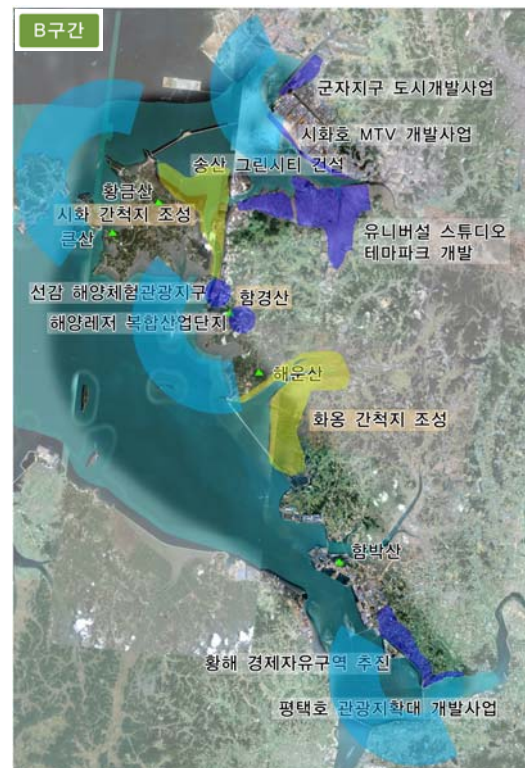 B구간
군자지구 도시개발사업
시화호 MTV 개발사업
송산 그린시티 건설
황금산
시화 간척지 조성
큰산
유니버설 스튜디오
테마파크 개발
선감 해양체험관광지구
함경산
해양레저 복합산업단지
해운산
화옹 간척지 조성
함박산
황해 경제자유구역 추진
평택호 관광지확대 개발사업